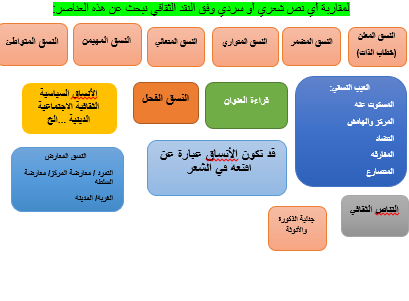 لمقاربة أي نص شعري أو سردي وفق النقد الثقافي نبحث عن هذه العناصر:
النسق المعلن
(خطاب الذات)
النسق المضمر
النسق المتواري
النسق المتعالي
النسق المهيمن
النسق المتواطئ
العيب النسقي:
المسكوت عنه
المركز والهامش
التضاد
المفارقة
المتصارع
قراءة العنوان
النسق الفحل
الأنساق السياسية
الثقافية الاجتماعية
الدينية ...الخ
قد تكون الأنساق عبارة عن
اقنعه في الشعر
النسق المعارض
التمرد / معارضة المركز/ معارضة
السلطة
القرية/ المدينة
التناص الثقافي
جدلية الذكورة
والأنوثة